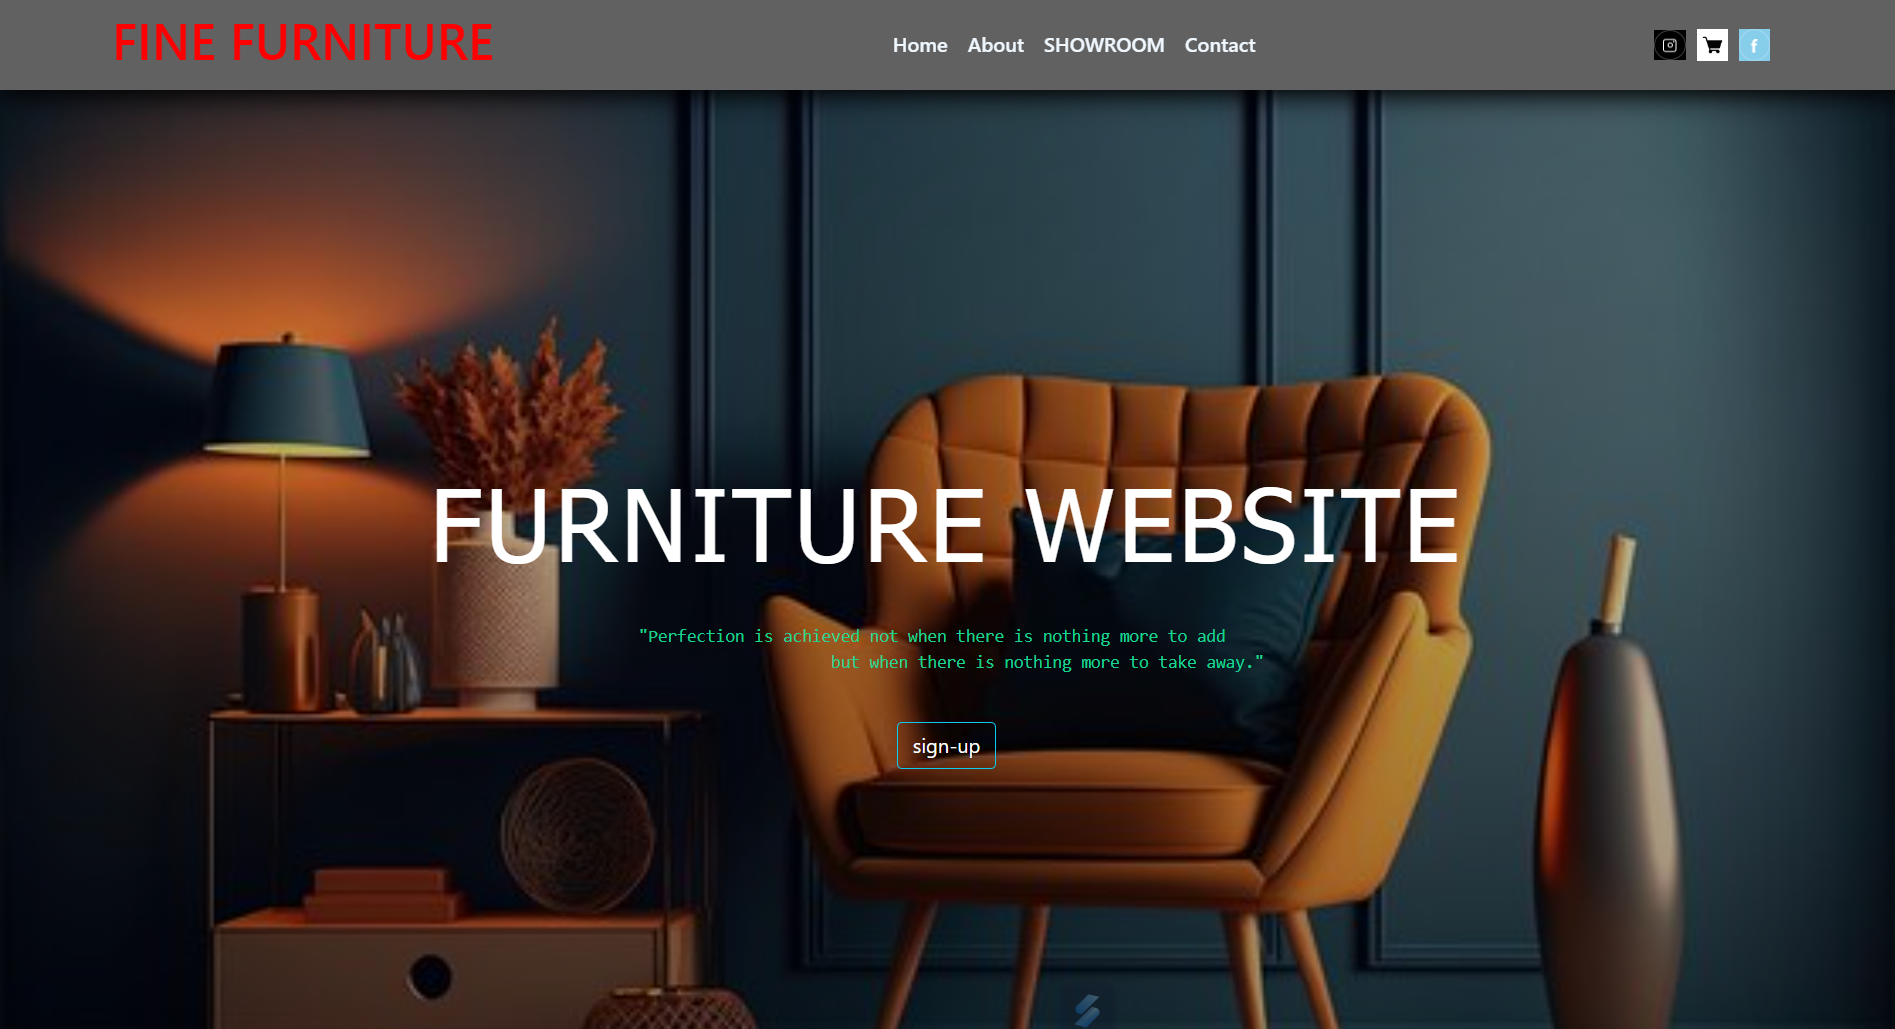 FINE FURNITURE
Home About SHOWROOM Contact
f
FURNITURE WEBSITE
"Perfection is achieved not when there is nothing more to add
but when there is nothing more to take away."
sign-up